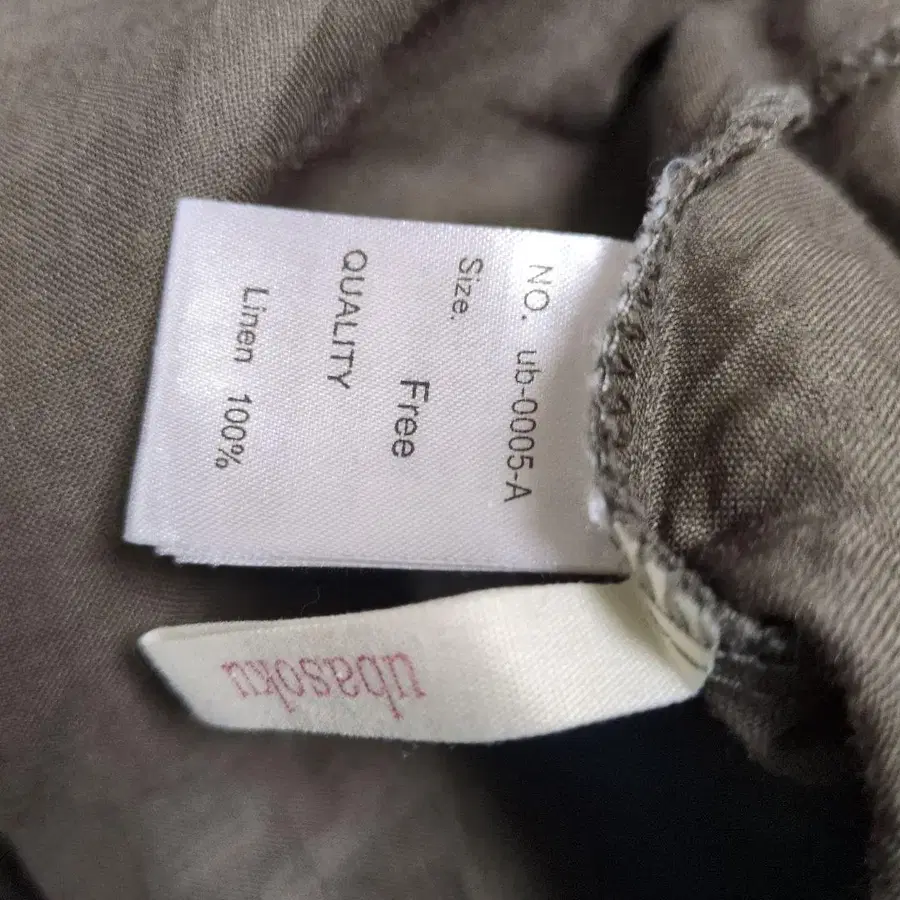 NO. ub-0005-A
Size.
Free
QUALITY
Linen 100%
ubasoku